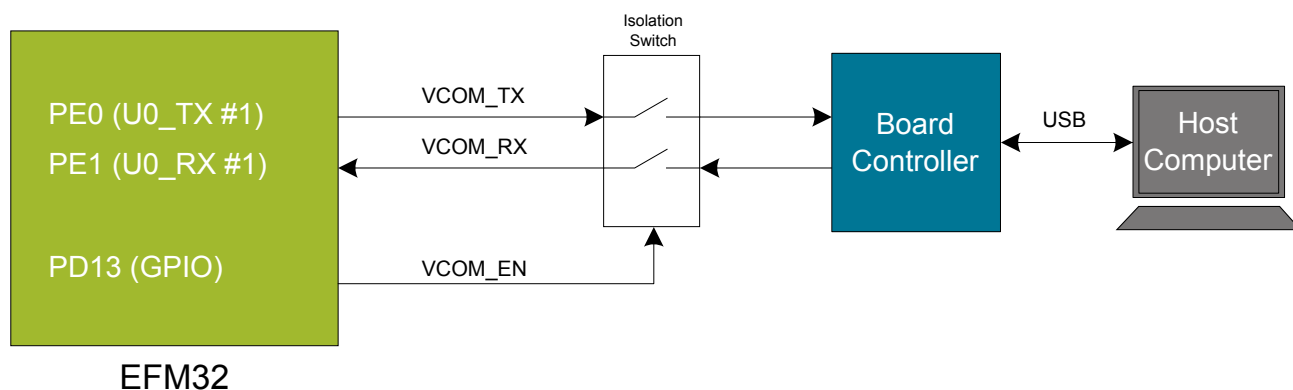 Isolation
Switch
PE0 (U0_TX #1)
VCOM_TX
PE1 (U0_RX #1)
VCOM_RX
PD13 (GPIO)
VCOM_EN
Board
Controller
USB
Host
Computer
EFM32